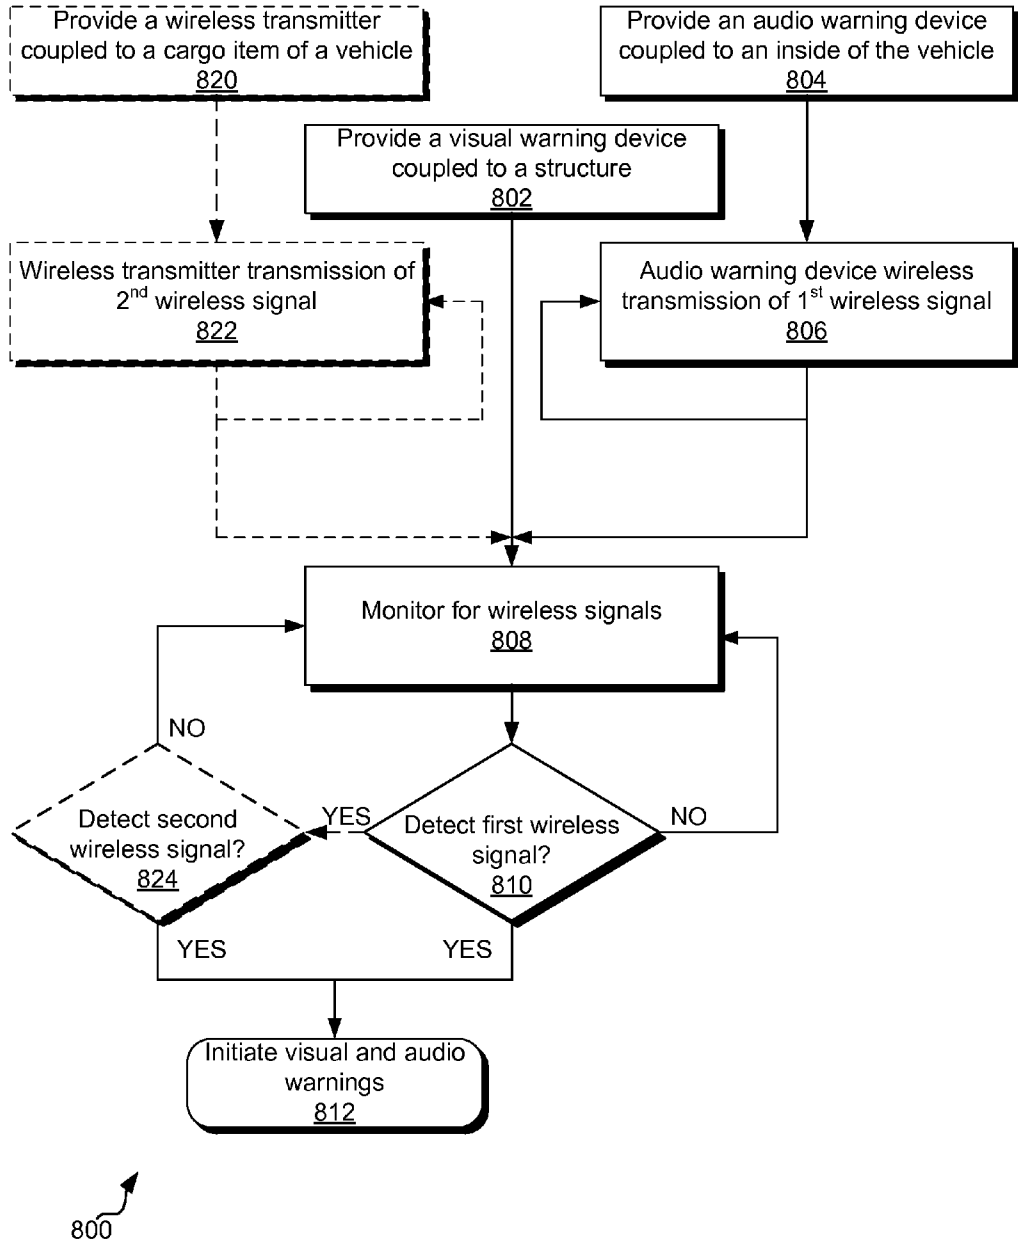 Provide a wireless transmitter
coupled to a cargo item of a vehicle
820
Provide an audio warning device
coupled to an inside of the vehicle
804
Provide a visual warning device
coupled to a structure
802
Wireless transmitter transmission of
2nd wireless signal
822
Audio warning device wireless
transmission of 1st wireless signal
806
Monitor for wireless signals
808
NO
Detect second
wireless signal?
824
YES
Detect first wireless
signal?
810
NO
YES
YES
Initiate visual and audio
warnings
812
800